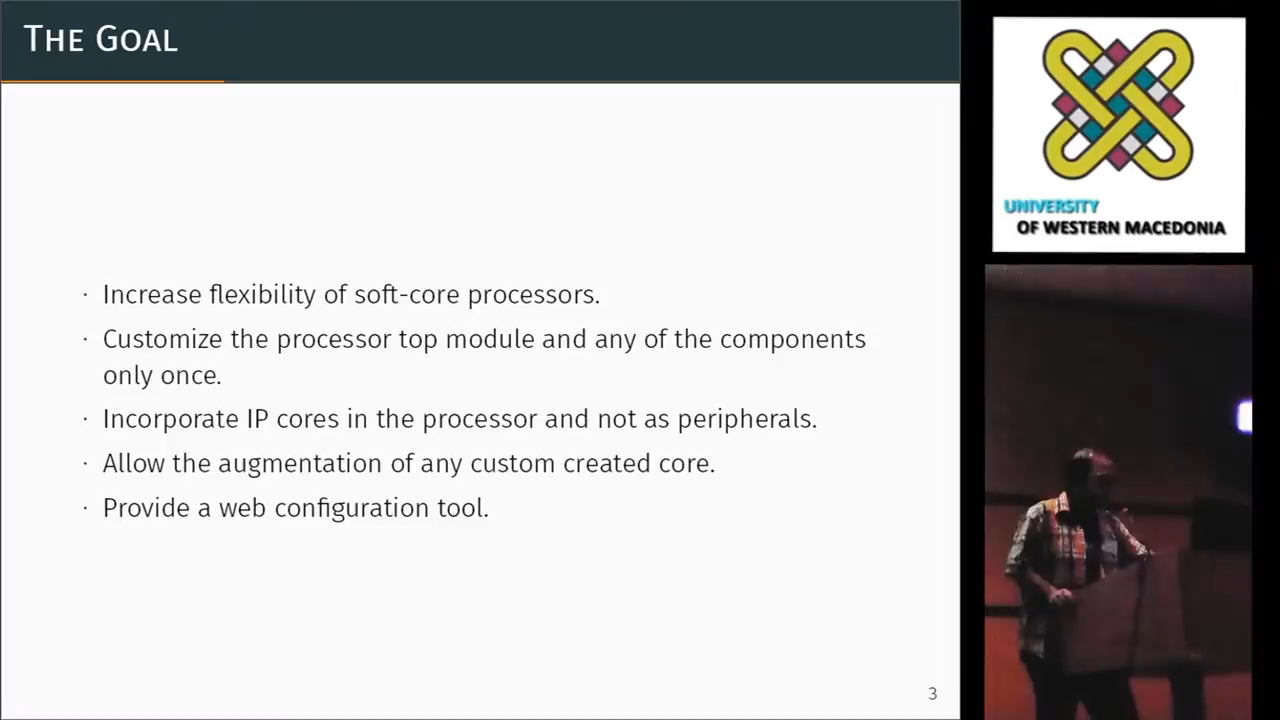 The Goal
· Increase flexibility of soft-core processors.
· Customize the processor top module and any of the components
only once.
· Incorporate IP cores in the processor and not as peripherals.
· Allow the augmentation of any custom created core.
· Provide a web configuration tool.
3
UNIVERSITY
OF WESTERN MACEDONIA